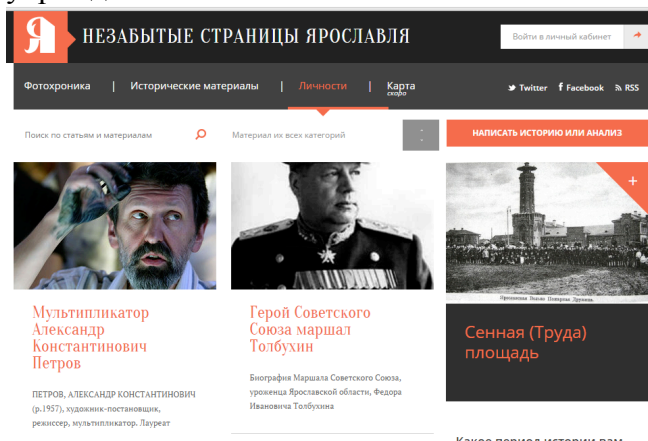 Я
НЕЗАБЫТЫЕ СТРАНИЦЫ ЯРОСЛАВЛЯ
Войти в личный кабинет
Фотохроника | Исторические материалы | Личности | Карта
скоро
Twitter f Facebook RSS
Поиск по статьям и материалам
Материал их всех категорий
НАПИСАТЬ ИСТОРИЮ ИЛИ АНАЛИЗ
Мультипликатор
Александр
Константинович
Петров
ПЕТРОВ, АЛЕКСАНДР КОНСТАНТИНОВИЧ
(р.1957), художник-постановщик,
режиссер, мультипликатор. Лауреат
Герой Советского
Союза маршал
Толбухин
Биография Маршала Советского Союза,
уроженца Ярославской области, Федора
Ивановича Толбухина
+
Сенная (Труда)
площадь
Какое период истории вам